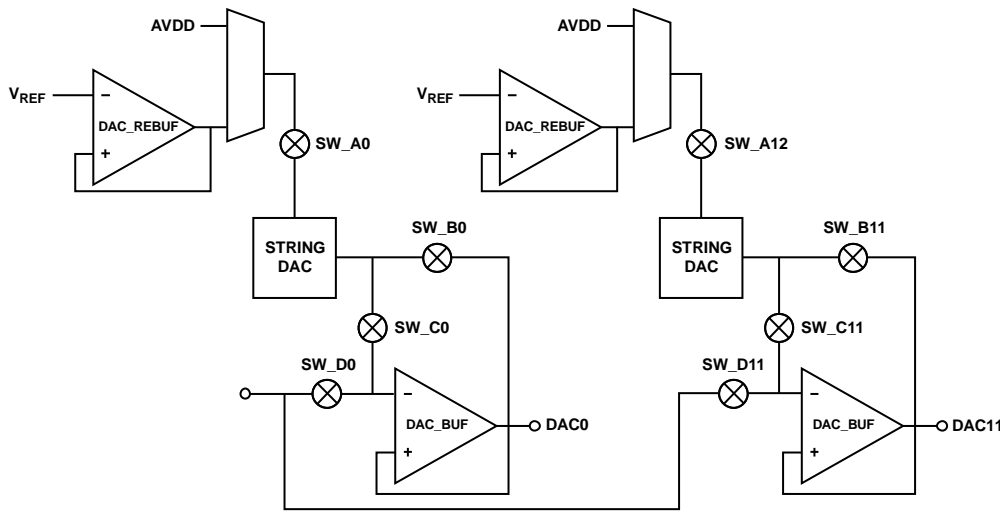 AVDD
VREF
−
DAC_REBUF
+
SW_A0
STRING
DAC
SW_B0
SW_C0
SW_D0
−
DAC_BUF
+
DAC0
AVDD
VREF
−
DAC_REBUF
+
SW_A12
STRING
DAC
SW_B11
SW_C11
SW_D11
−
DAC_BUF
+
DAC11